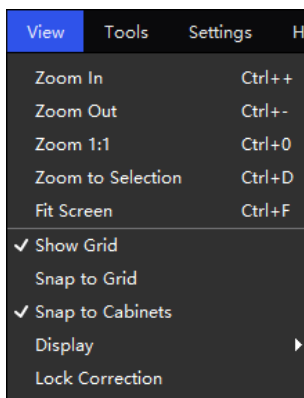 View Tools Settings H
Zoom In Ctrl++
Zoom Out Ctrl+-
Zoom 1:1 Ctrl+0
Zoom to Selection Ctrl+D
Fit Screen Ctrl+F
✓ Show Grid
Snap to Grid
✓ Snap to Cabinets
Display
Lock Correction